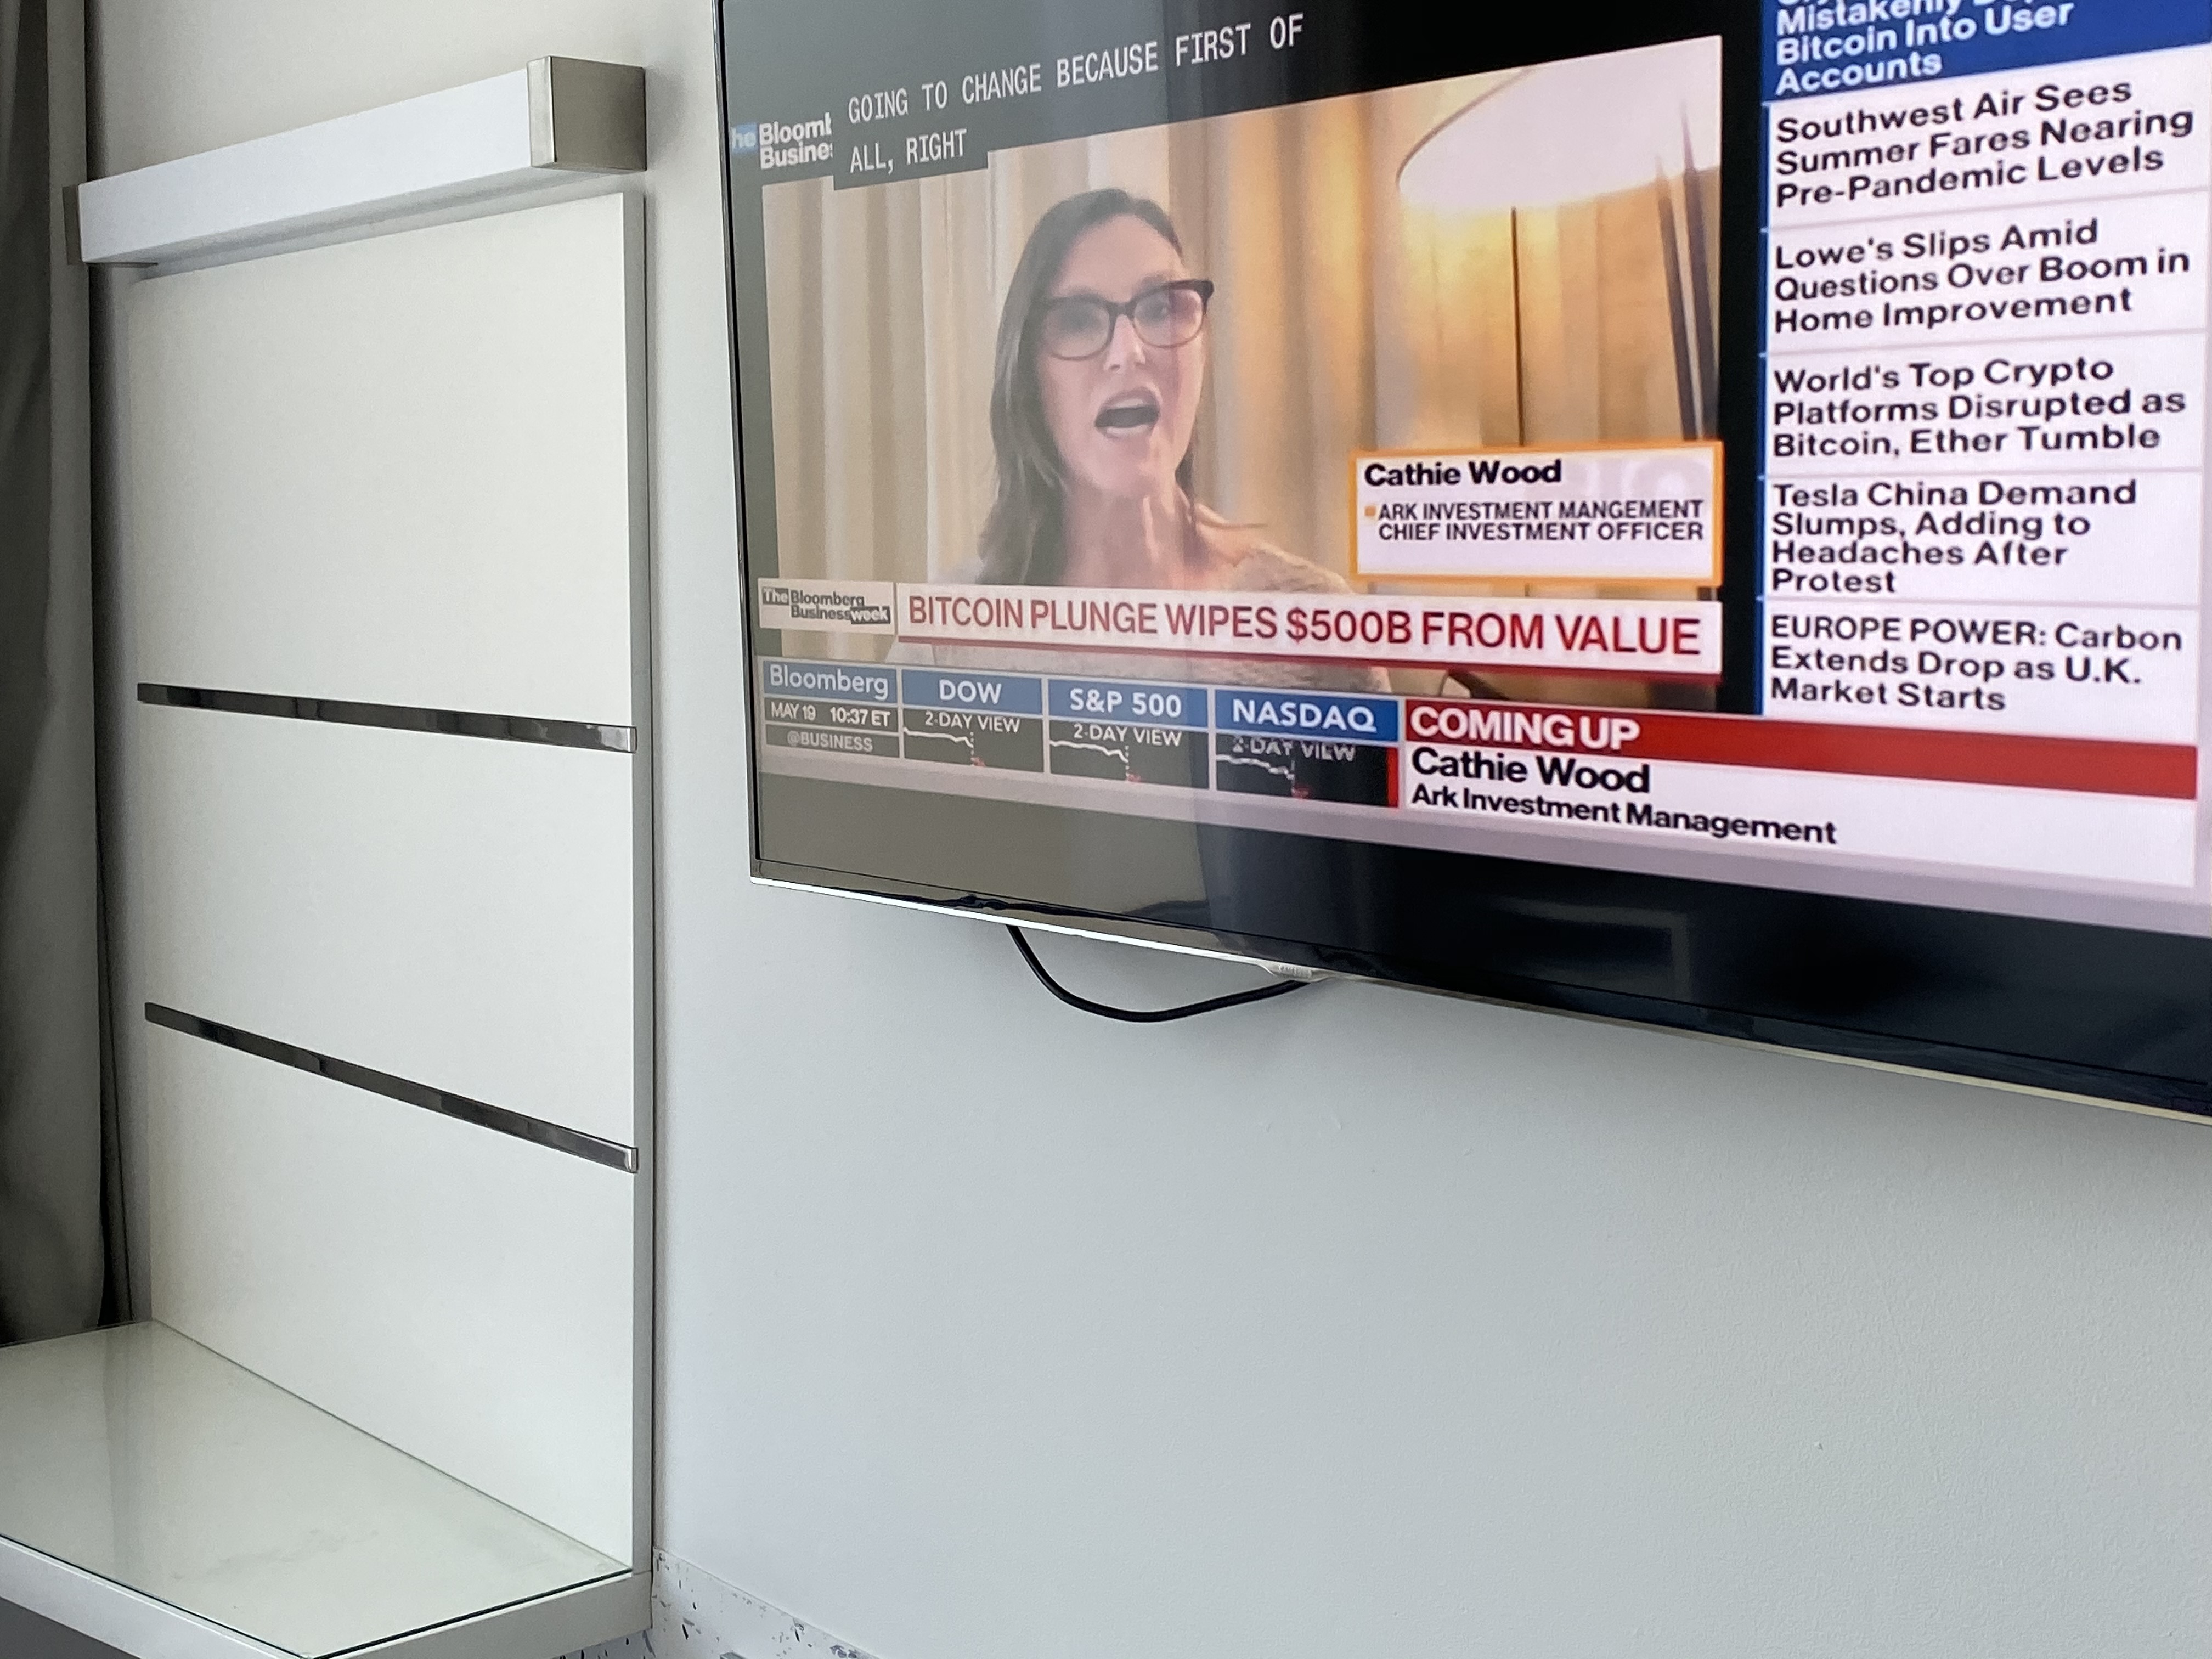 GOING TO CHANGE BECAUSE FIRST OF
ALL, RIGHT
Bitcoin Into User
Accounts
Southwest Air Sees
Summer Fares Nearing
Pre-Pandemic Levels
Lowe's Slips Amid
Questions Over Boom in
Home Improvement
World's Top Crypto
Platforms Disrupted as
Bitcoin, Ether Tumble
Tesla China Demand
Slumps, Adding to
Headaches After
Protest
EUROPE POWER: Carbon
Extends Drop as U.K.
Market Starts
Cathie Wood
ARK INVESTMENT MANGEMENT
CHIEF INVESTMENT OFFICER
The Bloomberg
Businessweek
BITCOIN PLUNGE WIPES $500B FROM VALUE
Bloomberg
MAY 19 10:37 ET
@BUSINESS
DOW
2-DAY VIEW
S&P 500
2-DAY VIEW
NASDAQ
2-DAY VIEW
COMING UP
Cathie Wood
Ark Investment Management